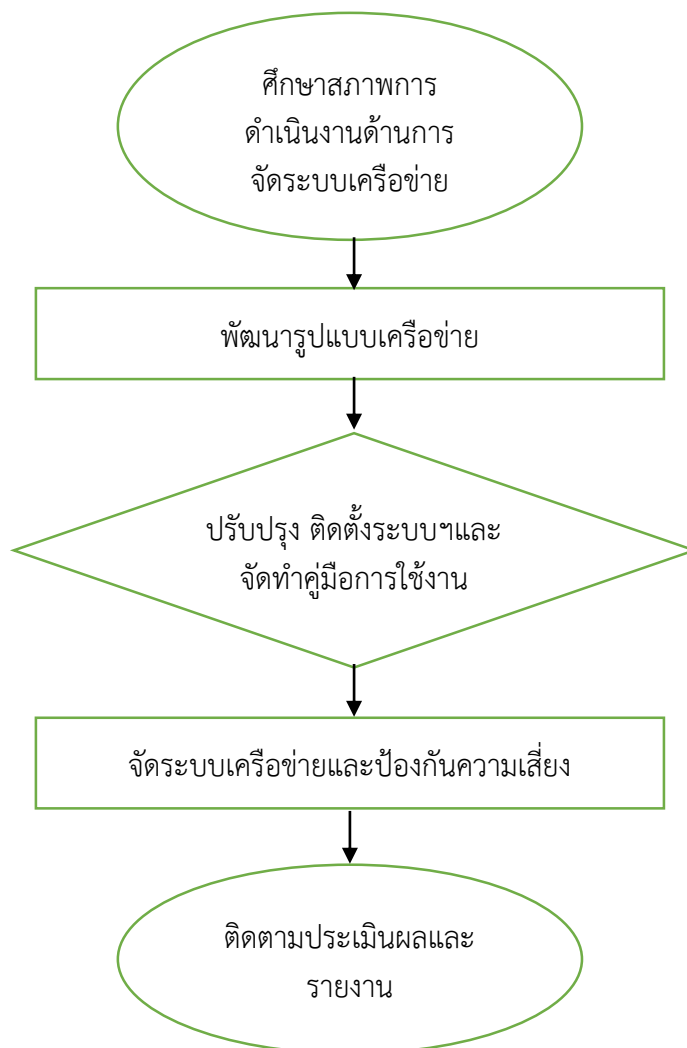 ศึกษาสภาพการ
ดำเนินงานด้านการ
จัดระบบเครือข่าย
พัฒนารูปแบบเครือข่าย
ปรับปรุง ติดตั้งระบบฯและ
จัดทำคู่มือการใช้งาน
จัดระบบเครือข่ายและป้องกันความเสี่ยง
ติดตามประเมินผลและ
รายงาน